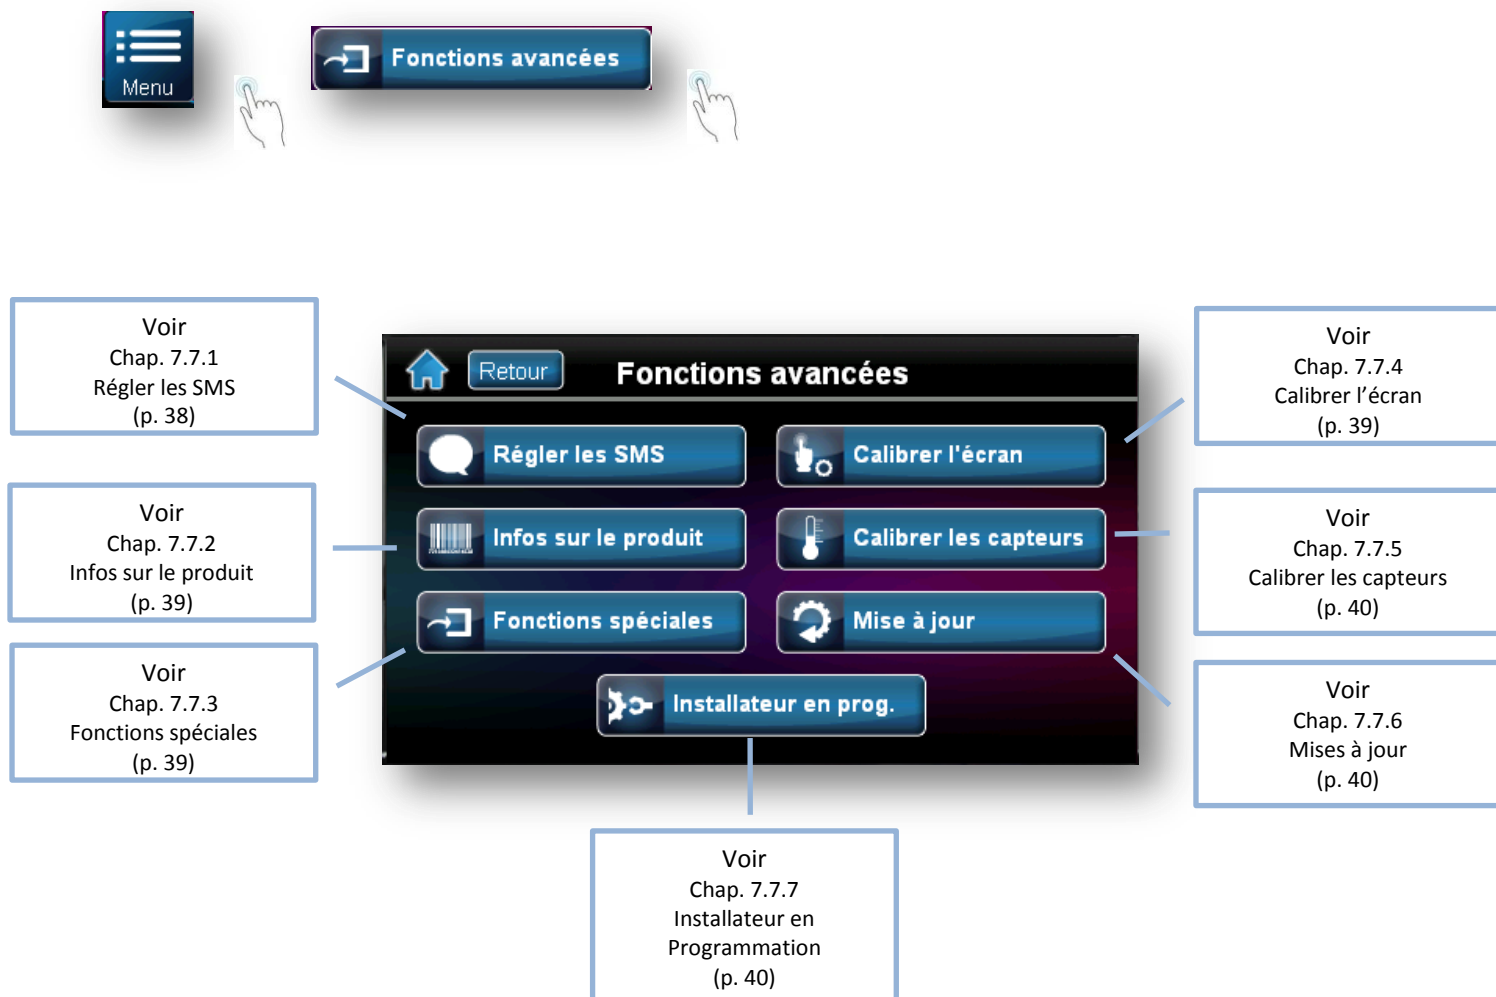 Menu
Fonctions avancées
Voir
Chap. 7.7.1
Régler les SMS
(p. 38)
Voir
Chap. 7.7.2
Infos sur le produit
(p. 39)
Voir
Chap. 7.7.3
Fonctions spéciales
(p. 39)
Retour
Fonctions avancées
Régler les SMS
Calibrer l'écran
Infos sur le produit
Calibrer les capteurs
Fonctions spéciales
Mise à jour
Installateur en prog.
Voir
Chap. 7.7.4
Calibrer l’écran
(p. 39)
Voir
Chap. 7.7.5
Calibrer les capteurs
(p. 40)
Voir
Chap. 7.7.6
Mises à jour
(p. 40)
Voir
Chap. 7.7.7
Installateur en
Programmation
(p. 40)